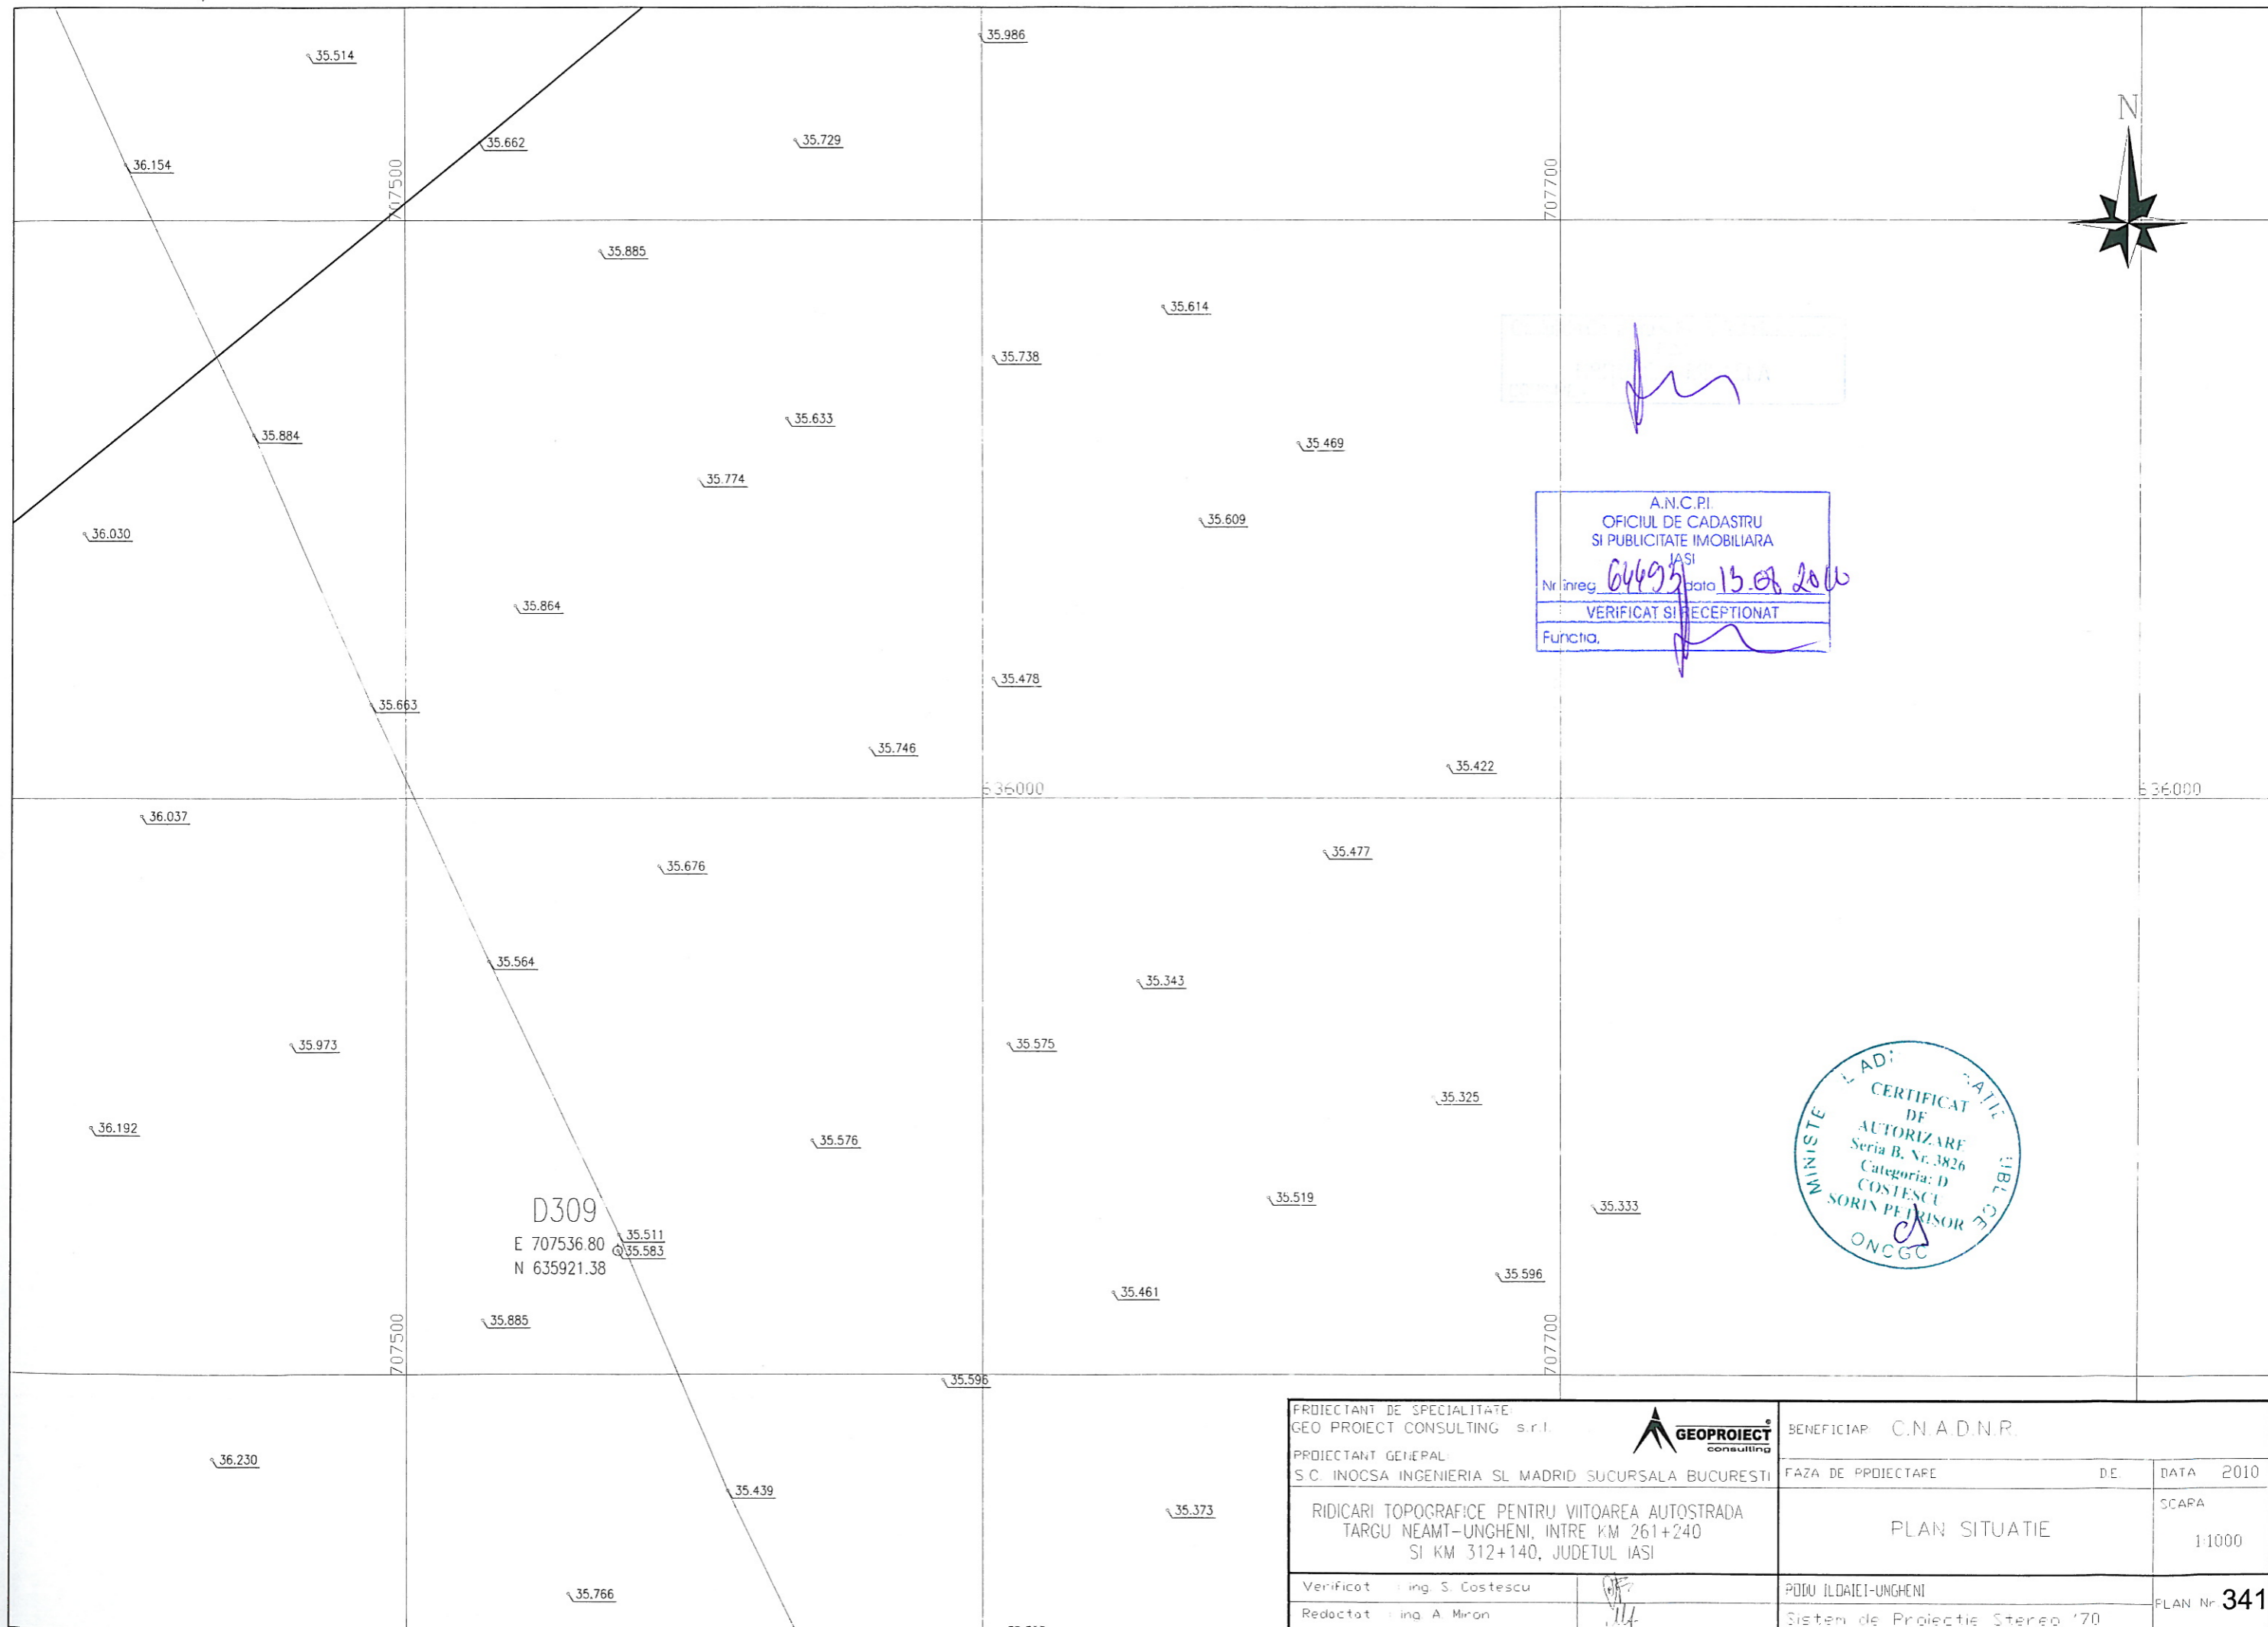 35.986
35.514
N
35.729
35.662
707500
707700
36.154
35.885
35.614
35.738
35.633
35.884
35.469
35.774
35.609
36.030
A.N.C.P.I.
OFICIUL DE CADASTRU
SI PUBLICITATE IMOBILIARA
IASI
Nr inreg 64493 data 13.08 2010
VERIFICAT SI RECEPTIONAT
Functia,
35.864
35.478
35.663
35.746
35.422
636000
636000
36.037
35.477
35.676
35.564
35.343
35.973
35.575
35.325
36.192
35.576
MINISTE
CERTIFICAT
DE
AUTORIZARE
Seria B, Nr. 3826
Categoria: D
COSTESCU
SORIN PETRISOR
ONCGC
35.519
35.333
D309
35.511
E 707536.80
35.583
N 635921.38
35.596
35.461
35.885
707500
707700
35.596
36.230
35.439
35.373
35.766
PROIECTANT DE SPECIALITATE
GEO PROIECT CONSULTING s.r.l.
GEOPROIECT
consulting
PROIECTANT GENERAL
S.C. INOCSA INGENIERIA SL MADRID SUCURSALA BUCURESTI
BENEFICIAR C.N.A.D.N.R.
FAZA DE PROIECTARE D.E.
DATA 2010
RIDICARI TOPOGRAFICE PENTRU VIITOAREA AUTOSTRADA
TARGU NEAMT-UNGHENI, INTRE KM 261+240
SI KM 312+140, JUDETUL IASI
PLAN SITUATIE
SCARA
1:1000
Verificat : ing. S. Costescu
Redactat : ing. A. Miron
PODU ILOAIEI-UNGHENI
Sistem de Proiectie Stereo '70
PLAN Nr 341